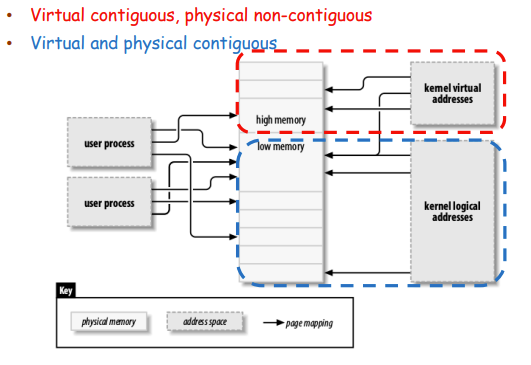 • Virtual contiguous, physical non-contiguous
• Virtual and physical contiguous
kernel virtual
addresses
high memory
user process
low memory
user process
kernel logical
addresses
Key
physical memory
address space
page mapping